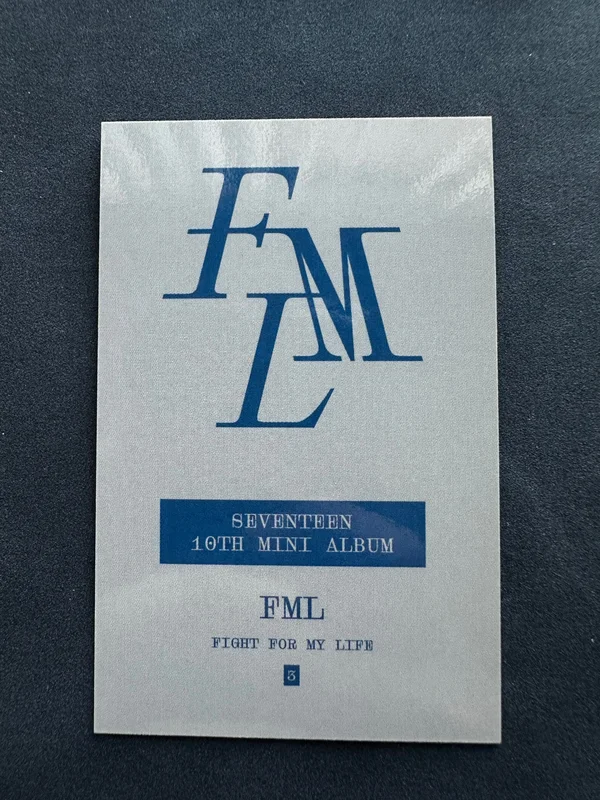 FML
SEVENTEEN
10TH MINI ALBUM
FML
FIGHT FOR MY LIFE
3